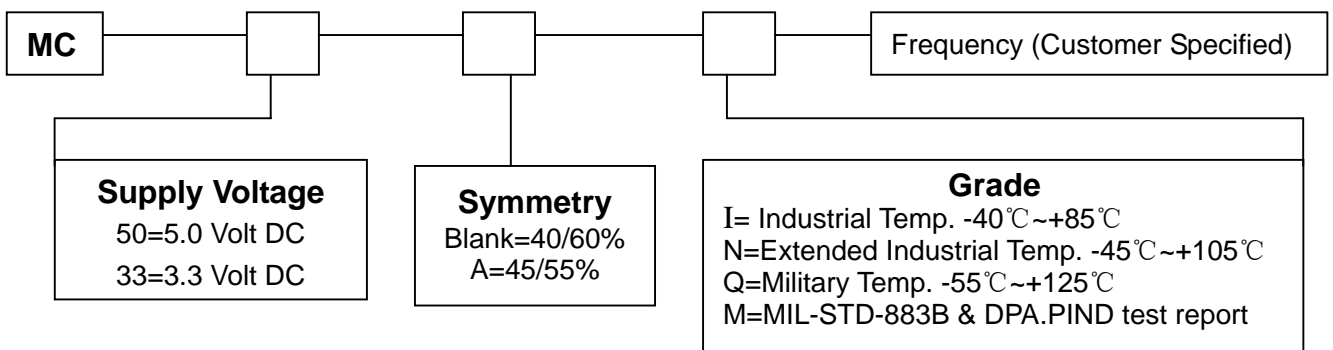 MC
Frequency (Customer Specified)
Supply Voltage
50=5.0 Volt DC
33=3.3 Volt DC
Symmetry
Blank=40/60%
A=45/55%
Grade
I= Industrial Temp. -40℃~+85℃
N=Extended Industrial Temp. -45℃~+105℃
Q=Military Temp. -55℃~+125℃
M=MIL-STD-883B & DPA.PIND test report